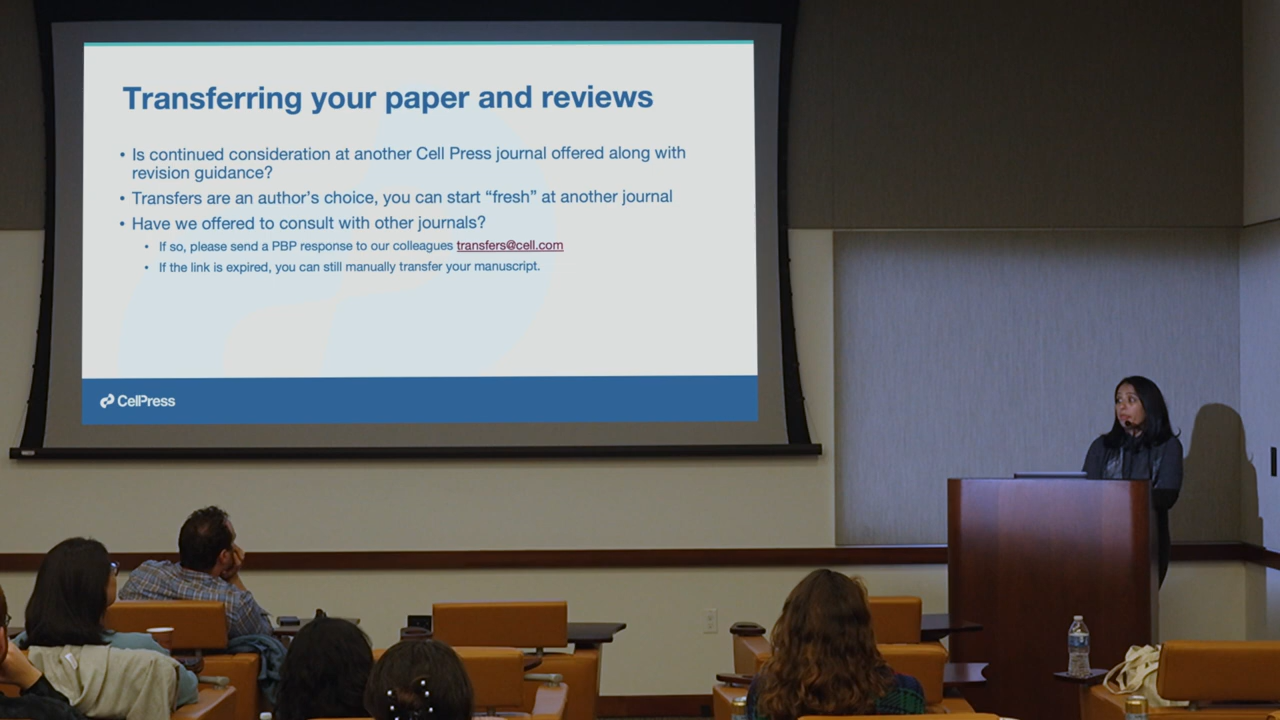 Transferring your paper and reviews
• Is continued consideration at another Cell Press journal offered along with
revision guidance?
• Transfers are an author’s choice, you can start “fresh” at another journal
• Have we offered to consult with other journals?
• If so, please send a PBP response to our colleagues transfers@cell.com
• If the link is expired, you can still manually transfer your manuscript.
CellPress